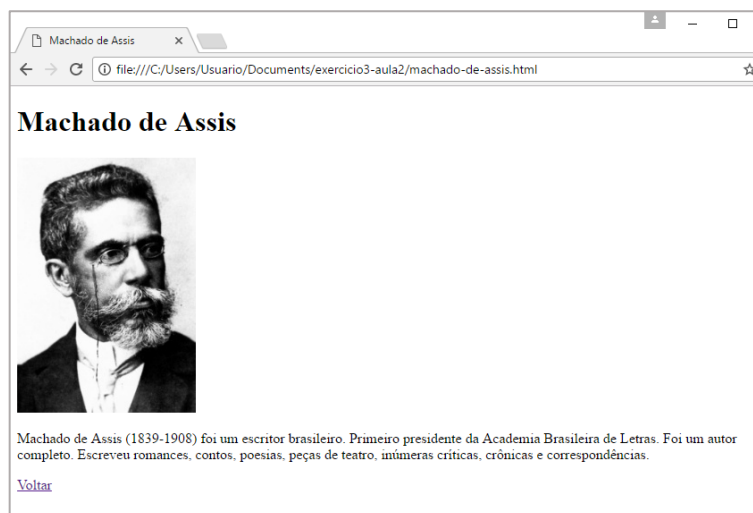 Machado de Assis
file:///C:/Users/Usuario/Documents/exercicio3-aula2/machado-de-assis.html
Machado de Assis
Machado de Assis (1839-1908) foi um escritor brasileiro. Primeiro presidente da Academia Brasileira de Letras. Foi um autor
completo. Escreveu romances, contos, poesias, peças de teatro, inúmeras críticas, crônicas e correspondências.
Voltar